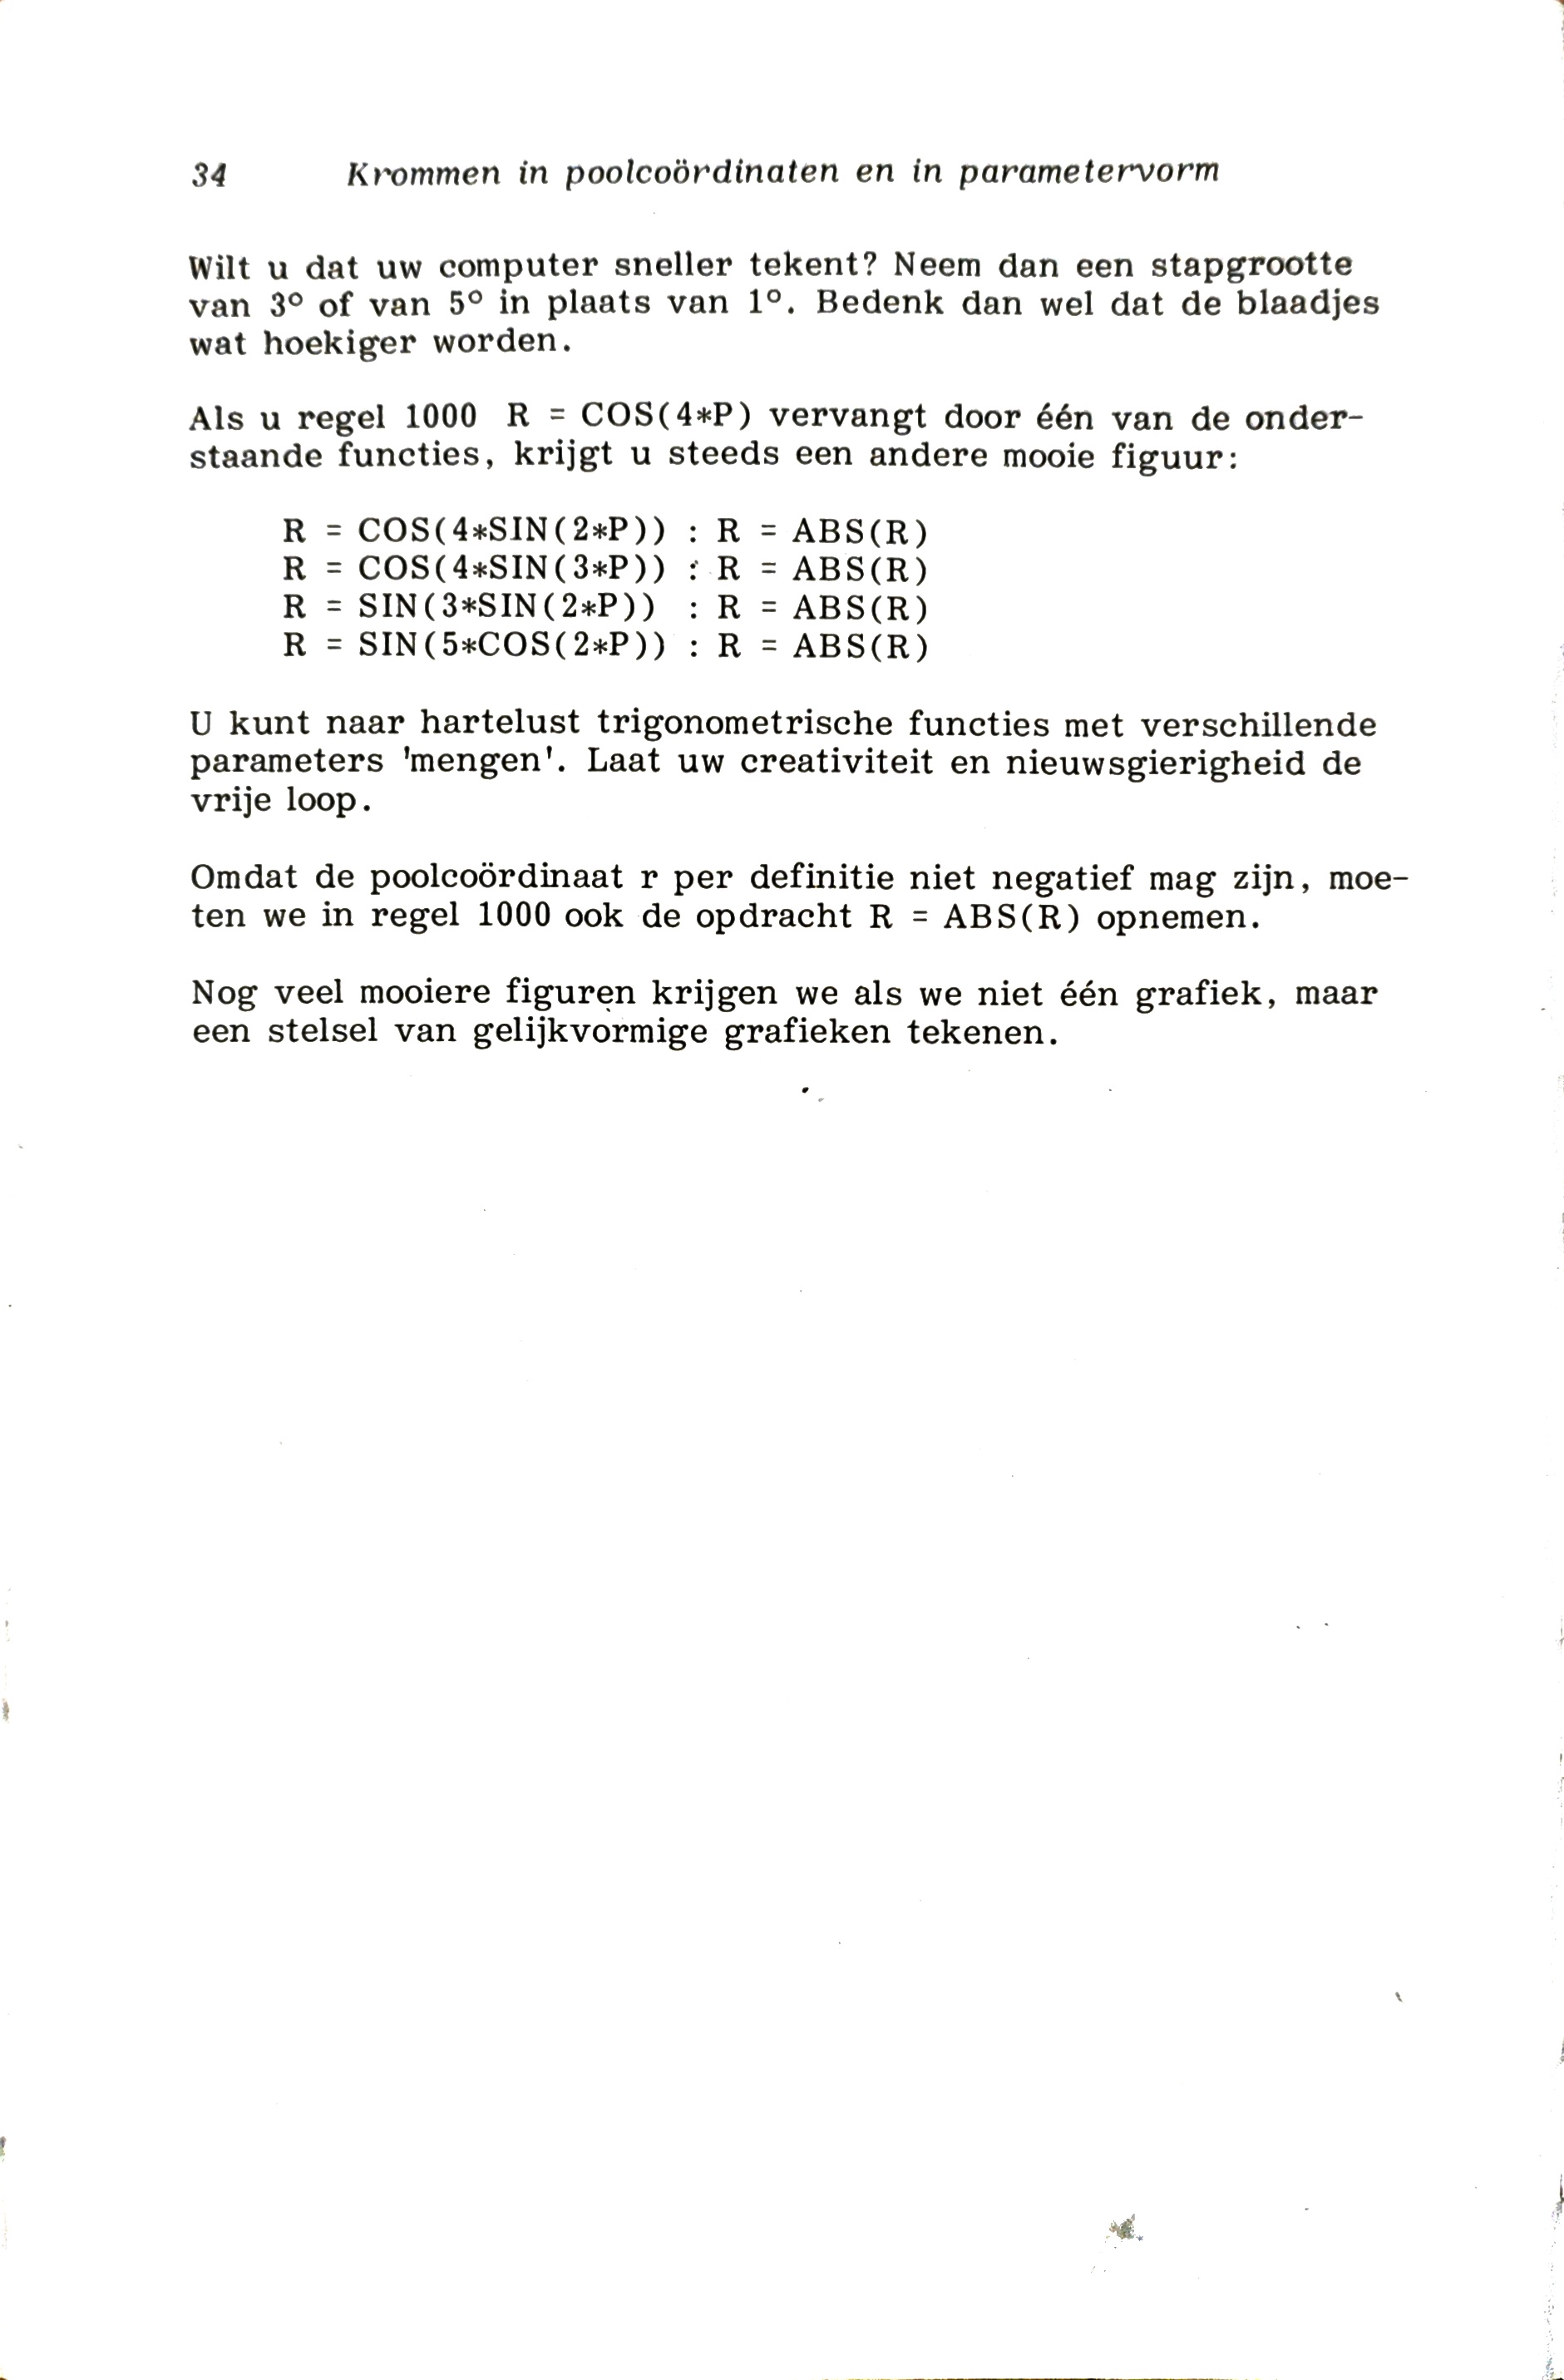 34 Krommen in poolcoördinaten en in parametervorm
Wilt u dat uw computer sneller tekent? Neem dan een stapgrootte
van 3° of van 5° in plaats van 1°. Bedenk dan wel dat de blaadjes
wat hoekiger worden.
Als u regel 1000 R = COS(4*P) vervangt door één van de onder-
staande functies, krijgt u steeds een andere mooie figuur:
R = COS(4*SIN(2*P)) : R = ABS(R)
R = COS(4*SIN(3*P)) : R = ABS(R)
R = SIN(3*SIN(2*P)) : R = ABS(R)
R = SIN(5*COS(2*P)) : R = ABS(R)
U kunt naar hartelust trigonometrische functies met verschillende
parameters 'mengen'. Laat uw creativiteit en nieuwsgierigheid de
vrije loop.
Omdat de poolcoördinaat r per definitie niet negatief mag zijn, moe-
ten we in regel 1000 ook de opdracht R = ABS(R) opnemen.
Nog veel mooiere figuren krijgen we als we niet één grafiek, maar
een stelsel van gelijkvormige grafieken tekenen.